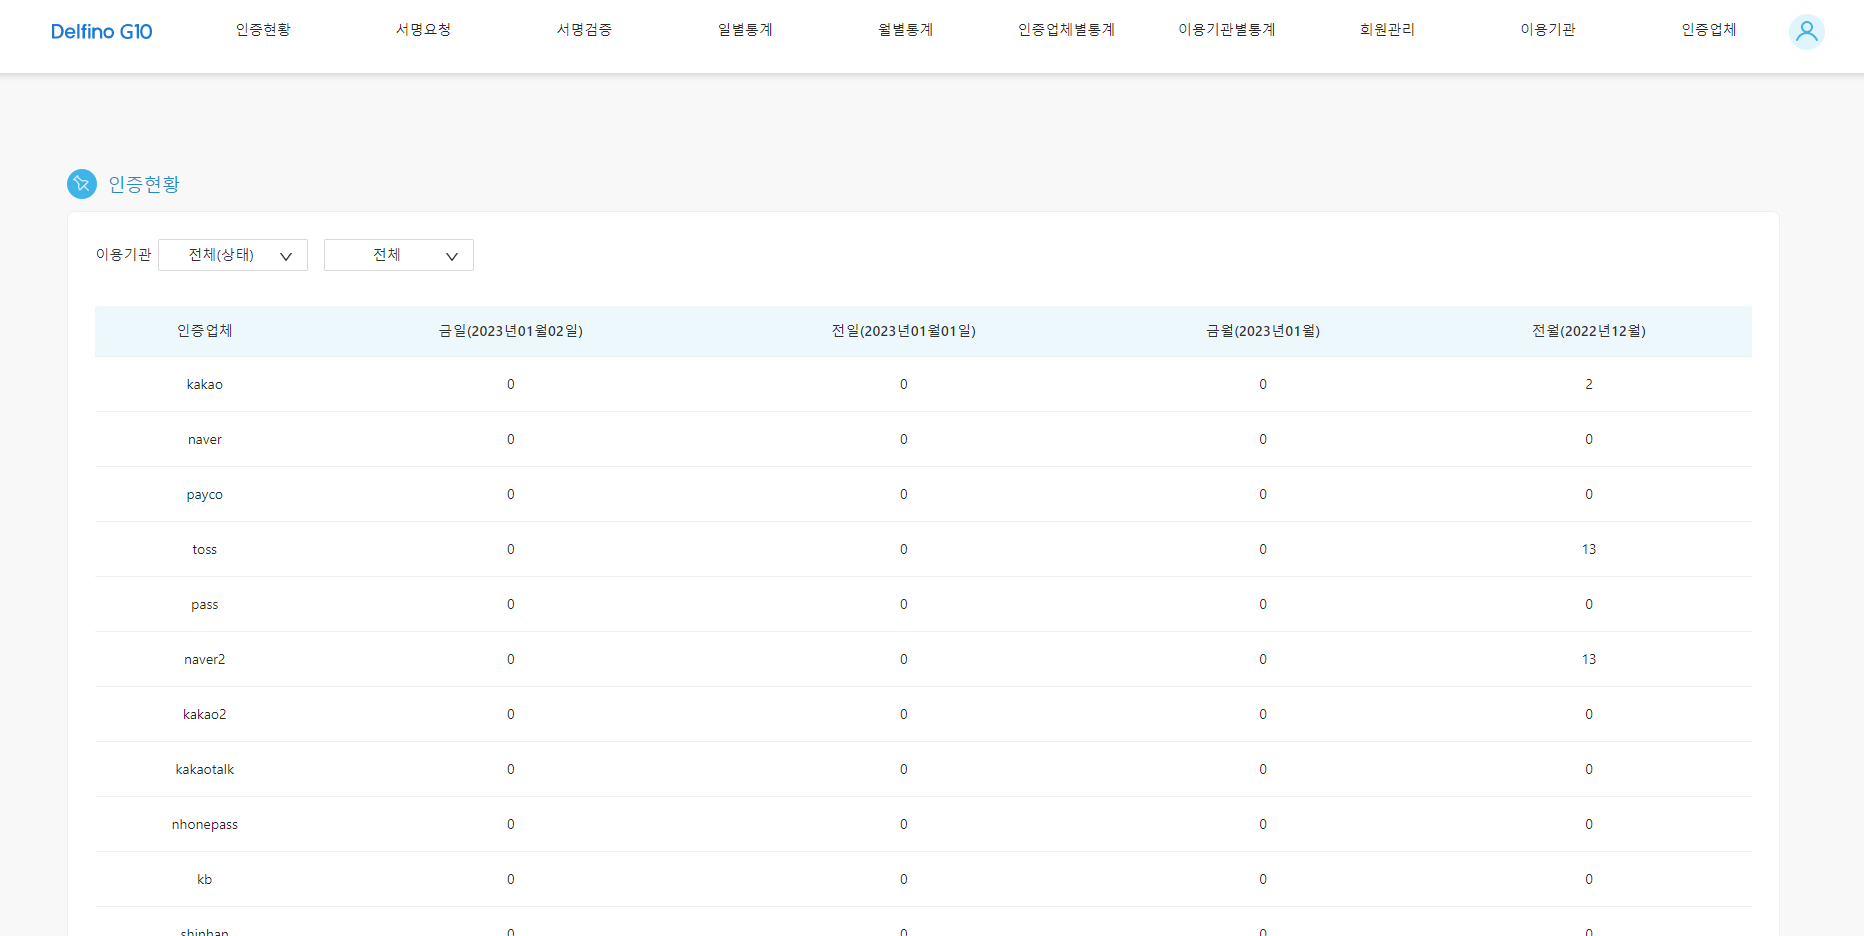 Delfino G10 인증현황 서명요청 서명검증 일별통계 월별통계 인증업체별통계 이용기관별통계 회원관리 이용기관 인증업체
인증현황
이용기관 전체(상태) 전체
인증업체 금일(2023년01월02일) 전일(2023년01월01일) 금월(2023년01월) 전월(2022년12월)
kakao 0 0 0 2
naver 0 0 0 0
payco 0 0 0 0
toss 0 0 0 13
pass 0 0 0 0
naver2 0 0 0 13
kakao2 0 0 0 0
kakaotalk 0 0 0 0
nhonepass 0 0 0 0
kb 0 0 0 0
shinhan 0 0 0 0